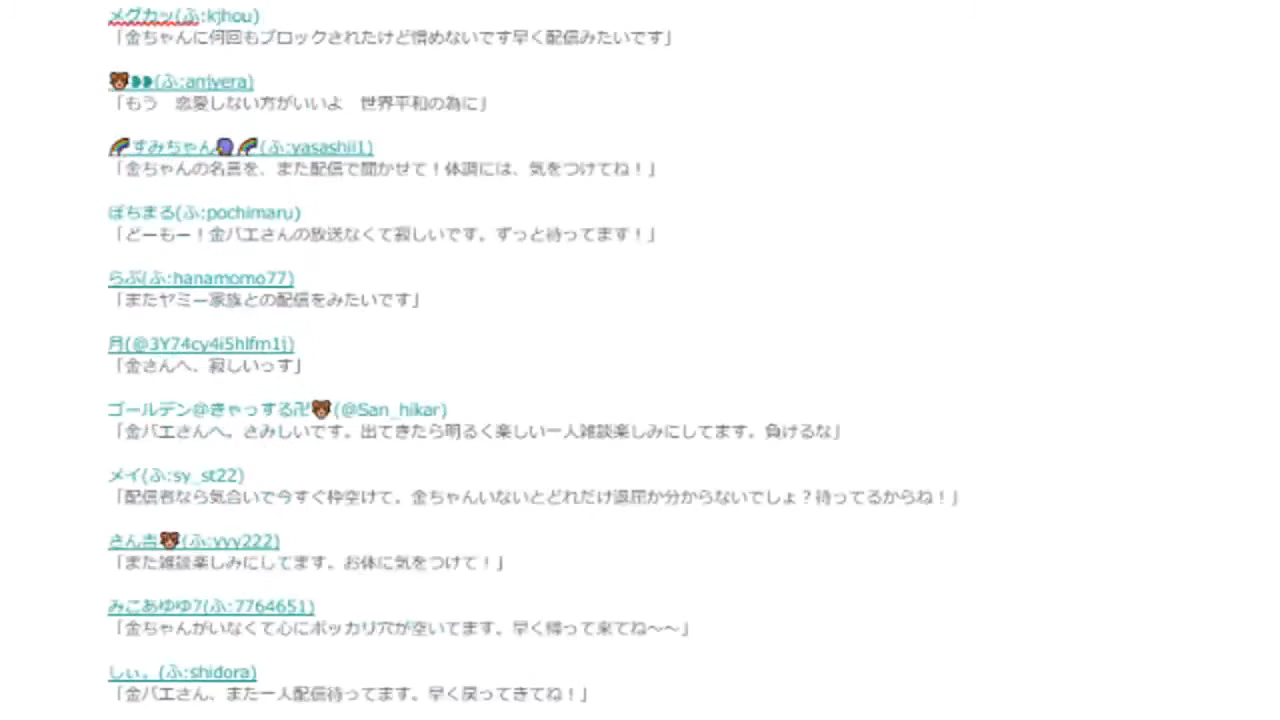 メグカッ(ふ:kjhou)
「金ちゃんに何回もブロックされたけど憎めないです早く配信みたいです」
🐻❥❥(ふ:aniyera)
「もう　恋愛しない方がいいよ　世界平和の為に」
🌈すみちゃん🔮🌈(ふ:yasashii1)
「金ちゃんの名言を、また配信で聞かせて！体調には、気をつけてね！」
ぽちまる(ふ:pochimaru)
「どーもー！金バエさんの放送なくて寂しいです。ずっと待ってます！」
らぶ(ふ:hanamomo77)
「またヤミー家族との配信をみたいです」
月(@3Y74cy4i5hlfm1j)
「金さんへ、寂しいっす」
ゴールデン@きゃっする卍🐻(@San_hikar)
「金バエさんへ。さみしいです。出てきたら明るく楽しい一人雑談楽しみにしてます。負けるな」
メイ(ふ:sy_st22)
「配信者なら気合いで今すぐ枠空けて。金ちゃんいないとどれだけ退屈か分からないでしょ？待ってるからね！」
さん吉🐻(ふ:yyy222)
「また雑談楽しみにしてます。お体に気をつけて！」
みこあゆゆ7(ふ:7764651)
「金ちゃんがいなくて心にポッカリ穴が空いてます。早く帰って来てね〜〜」
しぃ。(ふ:shidora)
「金バエさん、また一人配信待ってます。早く戻ってきてね！」